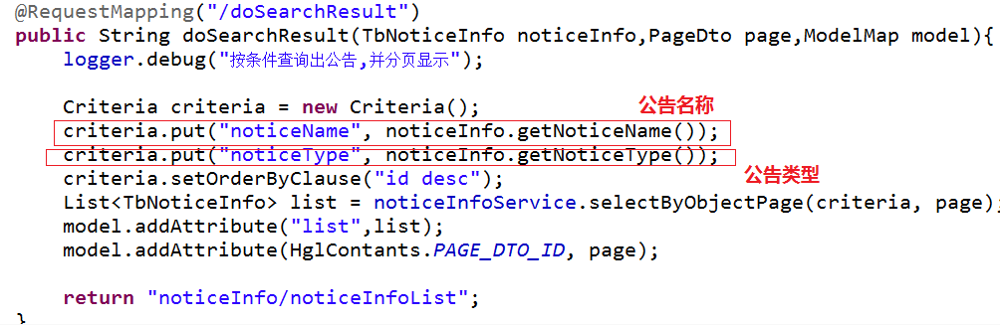 @RequestMapping("/doSearchResult")
public String doSearchResult(TbNoticeInfo noticeInfo,PageDto page,ModelMap model){
logger.debug("按条件查询出公告,并分页显示");
Criteria criteria = new Criteria();
公告名称
criteria.put("noticeName", noticeInfo.getNoticeName());
criteria.put("noticeType", noticeInfo.getNoticeType());
公告类型
criteria.setOrderByClause("id desc");
List<TbNoticeInfo> list = noticeInfoService.selectByObjectPage(criteria, page);
model.addAttribute("list",list);
model.addAttribute(HglContants.PAGE_DTO_ID, page);
return "noticeInfo/noticeInfoList";
}